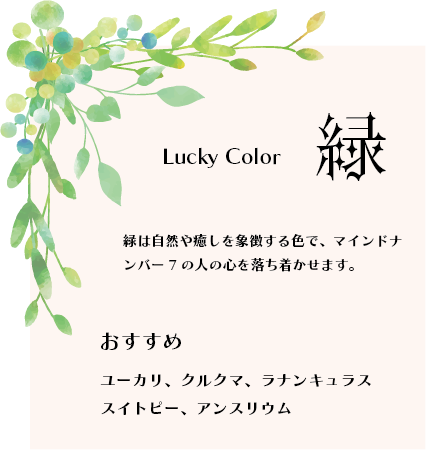 Lucky Color 緑
緑は自然や癒しを象徴する色で、マインドナ
ンバー7の人の心を落ち着かせます。
おすすめ
ユーカリ、クルクマ、ラナンキュラス
スイトピー、アンスリウム